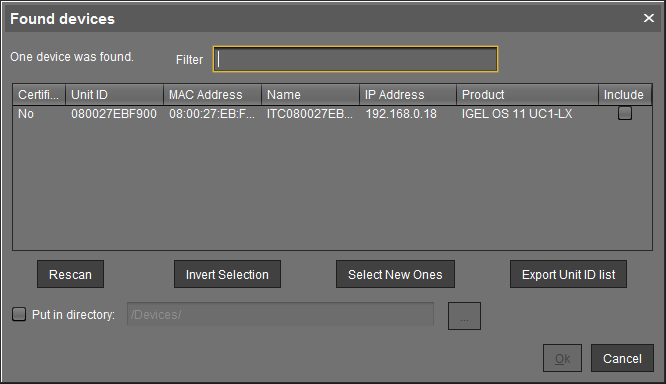 Found devices
One device was found. Filter
Certifi... Unit ID MAC Address Name IP Address Product Include
No 080027EBF900 08:00:27:EB:F... ITC080027EB... 192.168.0.18 IGEL OS 11 UC1-LX
Rescan Invert Selection Select New Ones Export Unit ID list
Put in directory: /Devices/ ...
Ok Cancel